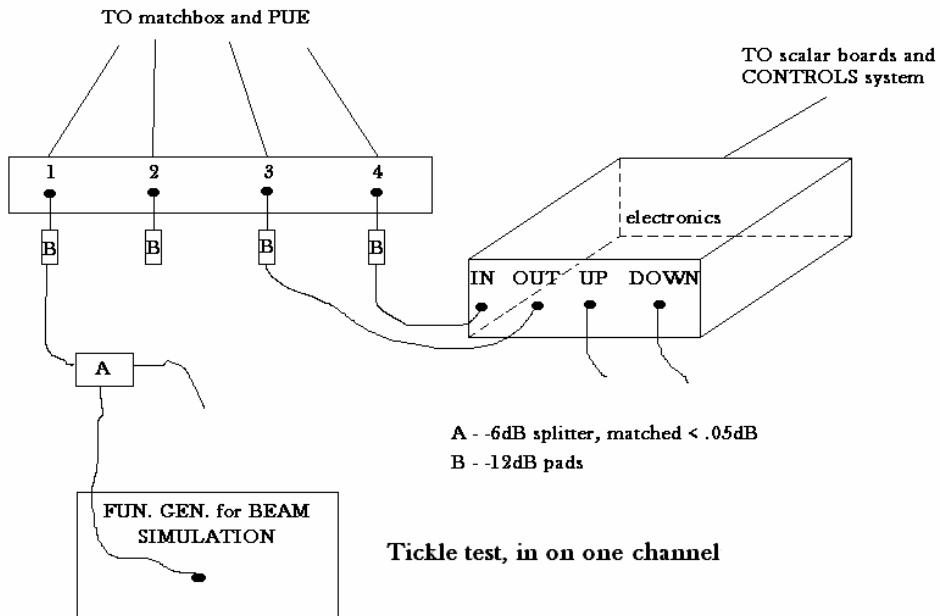 TO matchbox and PUE
TO scalar boards and
CONTROLS system
1 2 3 4
electronics
B B B B
IN OUT UP DOWN
A
A - -6dB splitter, matched < .05dB
B - -12dB pads
FUN. GEN. for BEAM
SIMULATION
Tickle test, in on one channel